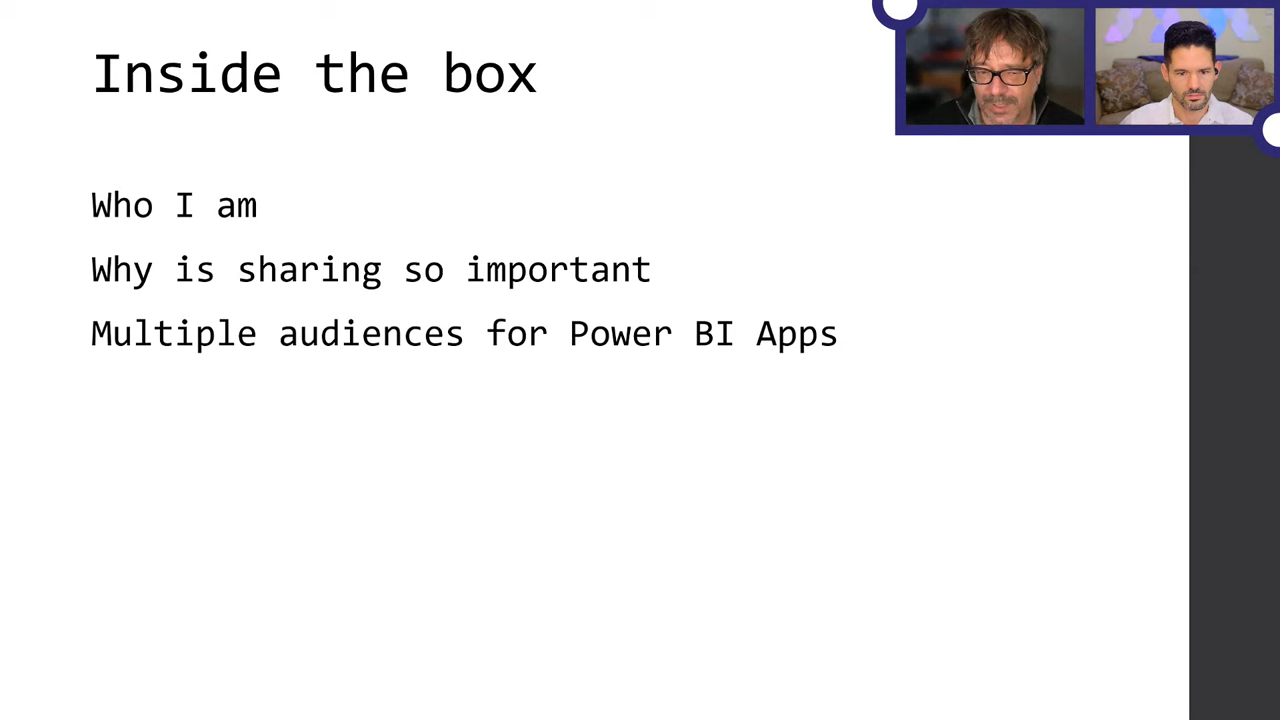 Inside the box
Who I am
Why is sharing so important
Multiple audiences for Power BI Apps